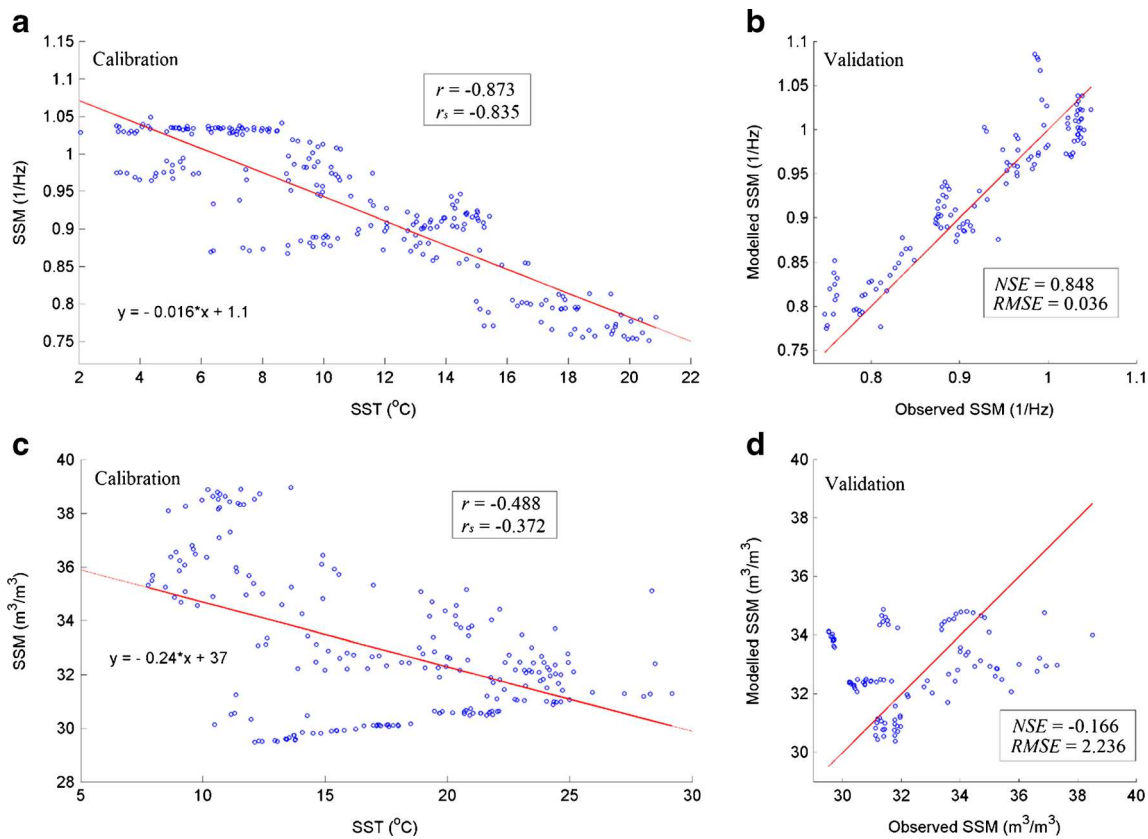 a
Calibration
r = -0.873
rs = -0.835
y = - 0.016*x + 1.1
SSM (1/Hz)
1.15
1.1
1.05
1
0.95
0.9
0.85
0.8
0.75
2 4 6 8 10 12 14 16 18 20 22
SST (°C)
b
Validation
NSE = 0.848
RMSE = 0.036
Modelled SSM (1/Hz)
1.1
1.05
1
0.95
0.9
0.85
0.8
0.75
0.8 0.9 1 1.1
Observed SSM (1/Hz)
c
Calibration
r = -0.488
rs = -0.372
y = - 0.24*x + 37
SSM (m³/m³)
40
38
36
34
32
30
28
5 10 15 20 25 30
SST (°C)
d
Validation
NSE = -0.166
RMSE = 2.236
Modelled SSM (m³/m³)
40
38
36
34
32
30
30 32 34 36 38 40
Observed SSM (m³/m³)